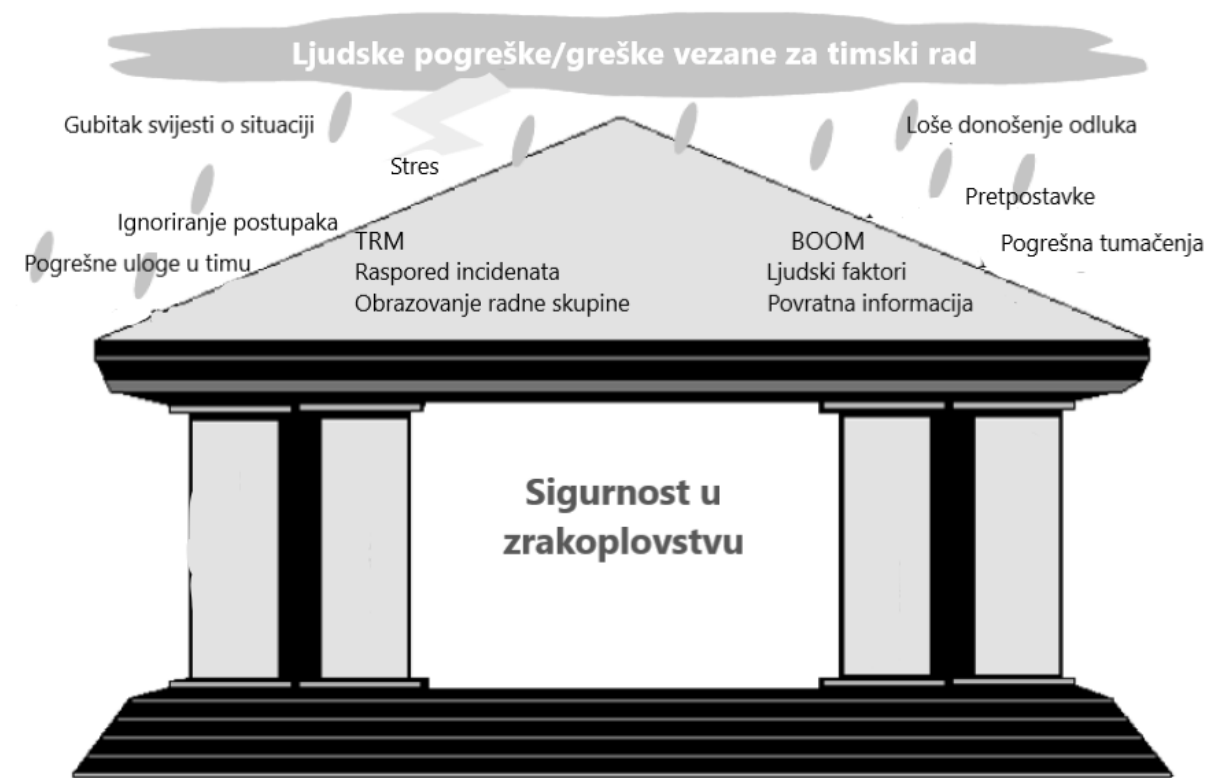 Ljudske pogreške/greške vezane za timski rad
Gubitak svijesti o situaciji
Loše donošenje odluka
Stres
Pretpostavke
Ignoriranje postupaka
Pogrešna tumačenja
Pogrešne uloge u timu
TRM
Raspored incidenata
Obrazovanje radne skupine
BOOM
Ljudski faktori
Povratna informacija
Sigurnost u
zrakoplovstvu